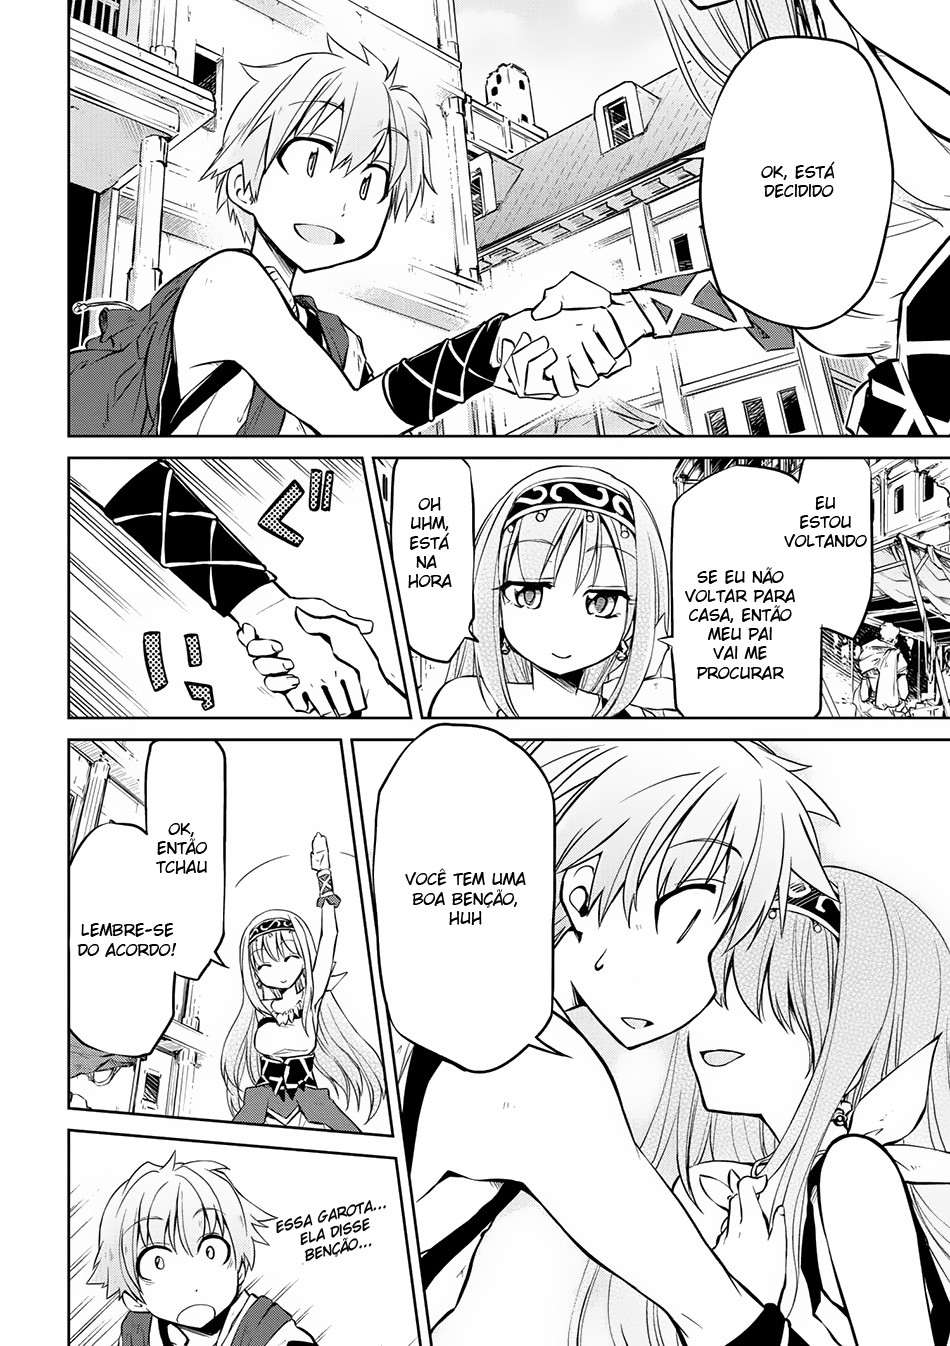 OK, ESTÁ
DECIDIDO
EU
ESTOU
VOLTANDO
SE EU NÃO
VOLTAR PARA
CASA, ENTÃO
MEU PAI
VAI ME
PROCURAR
OH
UHM,
ESTÁ
NA
HORA
ぐ"
VOCÊ TEM UMA
BOA BENÇÃO,
HUH
OK,
ENTÃO
TCHAU
LEMBRE-SE
DO ACORDO!
ESSA GAROTA...
ELA DISSE
BENÇÃO...